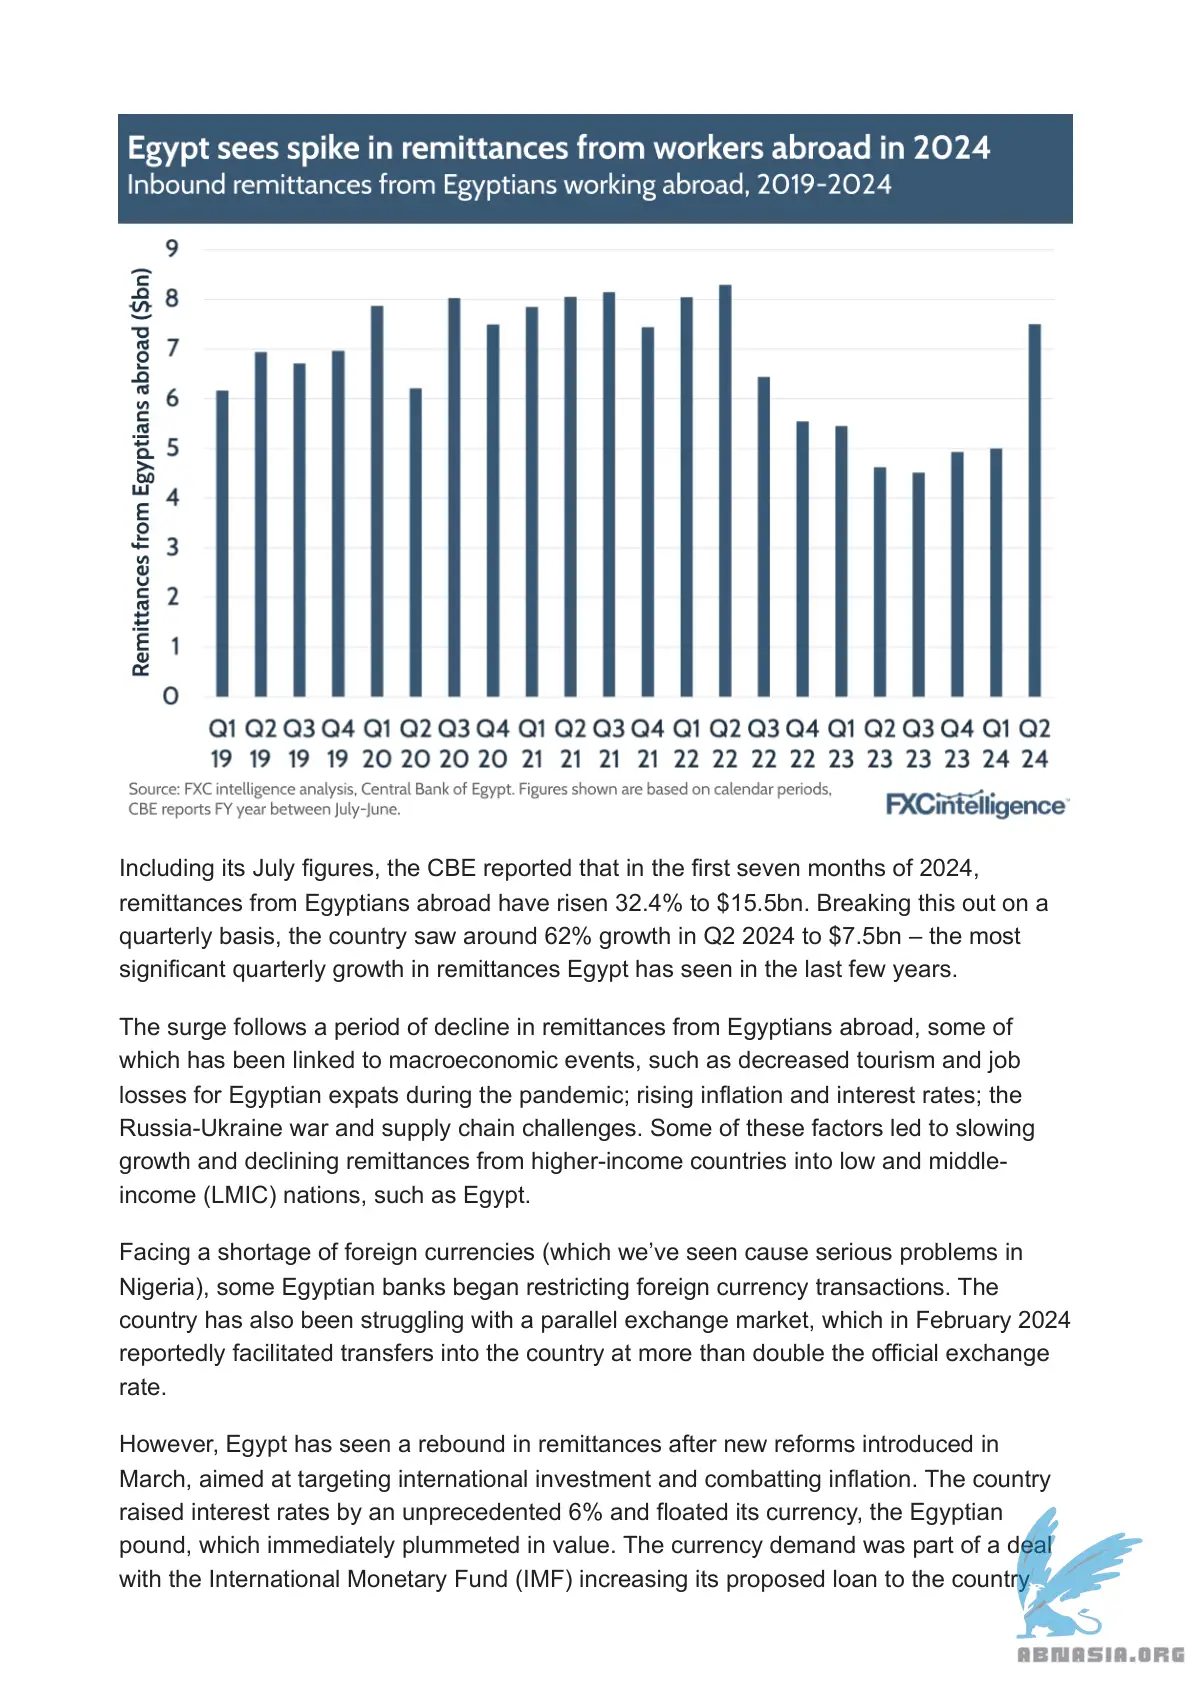 Egypt sees spike in remittances from workers abroad in 2024
Inbound remittances from Egyptians working abroad, 2019-2024
Remittances from Egyptians abroad ($bn)
9
8
7
6
5
4
3
2
1
0
Q1 Q2 Q3 Q4 Q1 Q2 Q3 Q4 Q1 Q2 Q3 Q4 Q1 Q2 Q3 Q4 Q1 Q2 Q3 Q4 Q1 Q2
19 19 19 19 20 20 20 20 21 21 21 21 22 22 22 22 23 23 23 23 24 24
Source: FXC intelligence analysis, Central Bank of Egypt. Figures shown are based on calendar periods,
CBE reports FY year between July-June.
FXCintelligence™
Including its July figures, the CBE reported that in the first seven months of 2024,
remittances from Egyptians abroad have risen 32.4% to $15.5bn. Breaking this out on a
quarterly basis, the country saw around 62% growth in Q2 2024 to $7.5bn – the most
significant quarterly growth in remittances Egypt has seen in the last few years.
The surge follows a period of decline in remittances from Egyptians abroad, some of
which has been linked to macroeconomic events, such as decreased tourism and job
losses for Egyptian expats during the pandemic; rising inflation and interest rates; the
Russia-Ukraine war and supply chain challenges. Some of these factors led to slowing
growth and declining remittances from higher-income countries into low and middle-
income (LMIC) nations, such as Egypt.
Facing a shortage of foreign currencies (which we’ve seen cause serious problems in
Nigeria), some Egyptian banks began restricting foreign currency transactions. The
country has also been struggling with a parallel exchange market, which in February 2024
reportedly facilitated transfers into the country at more than double the official exchange
rate.
However, Egypt has seen a rebound in remittances after new reforms introduced in
March, aimed at targeting international investment and combatting inflation. The country
raised interest rates by an unprecedented 6% and floated its currency, the Egyptian
pound, which immediately plummeted in value. The currency demand was part of a deal
with the International Monetary Fund (IMF) increasing its proposed loan to the country
ABNASIA.ORG